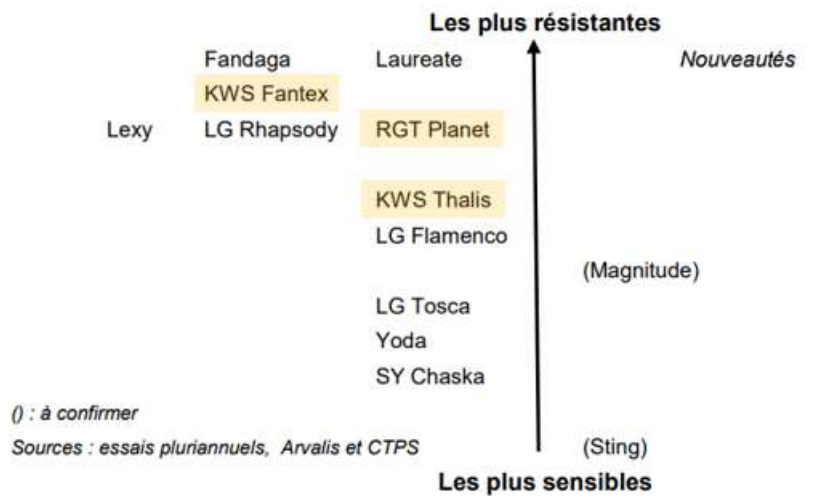 Les plus résistantes
Fandaga Laureate Nouveautés
KWS Fantex
Lexy LG Rhapsody RGT Planet
KWS Thalis
LG Flamenco
(Magnitude)
LG Tosca
Yoda
SY Chaska
() : à confirmer
Sources : essais pluriannuels, Arvalis et CTPS (Sting)
Les plus sensibles